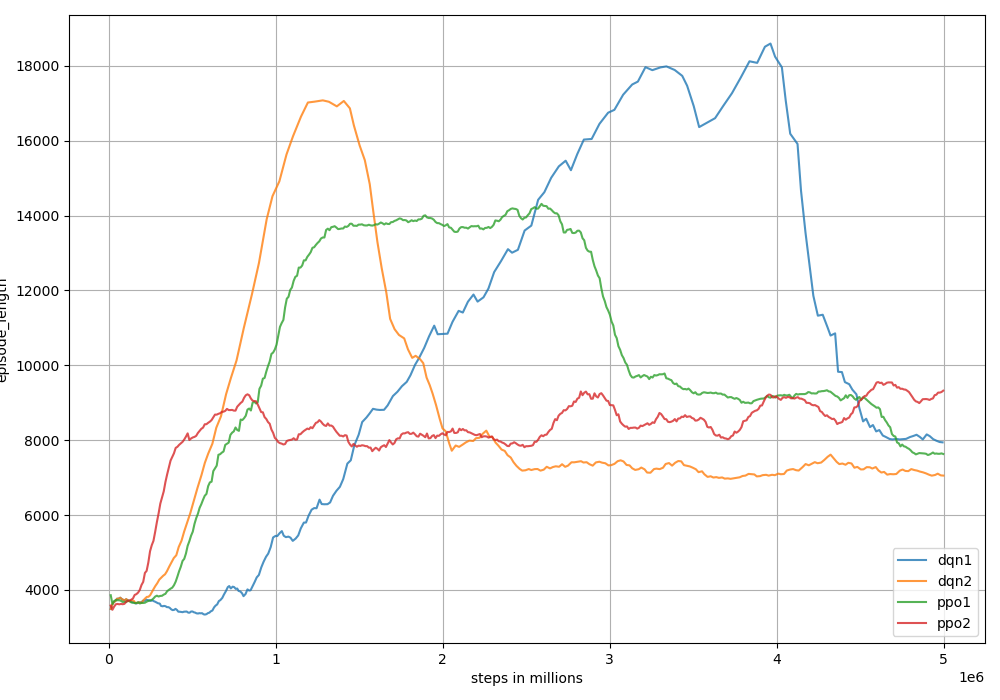 18000
16000
14000
12000
10000
8000
6000
4000
episode_length
0 1 2 3 4 5
1e6
steps in millions
dqn1
dqn2
ppo1
ppo2